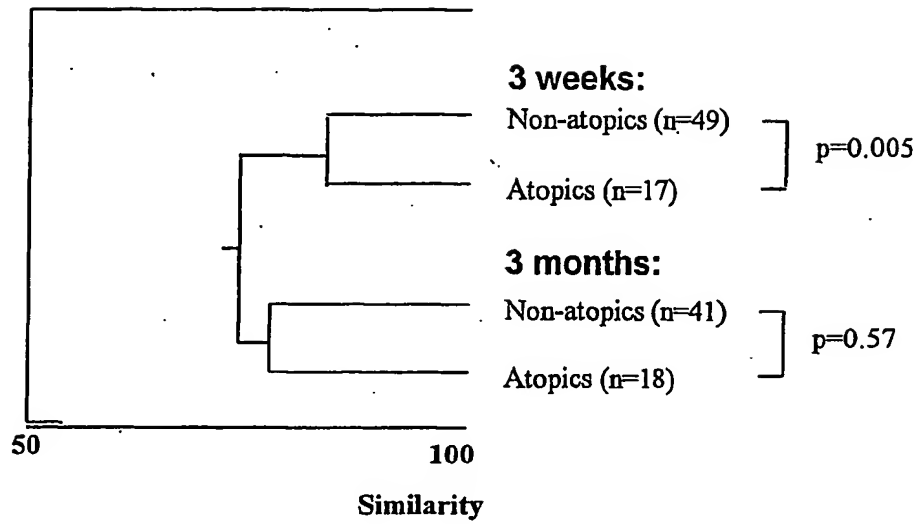 3 weeks:
Non-atopics (n=49)
p=0.005
Atopics (n=17)
3 months:
Non-atopics (n=41)
p=0.57
Atopics (n=18)
50
100
Similarity